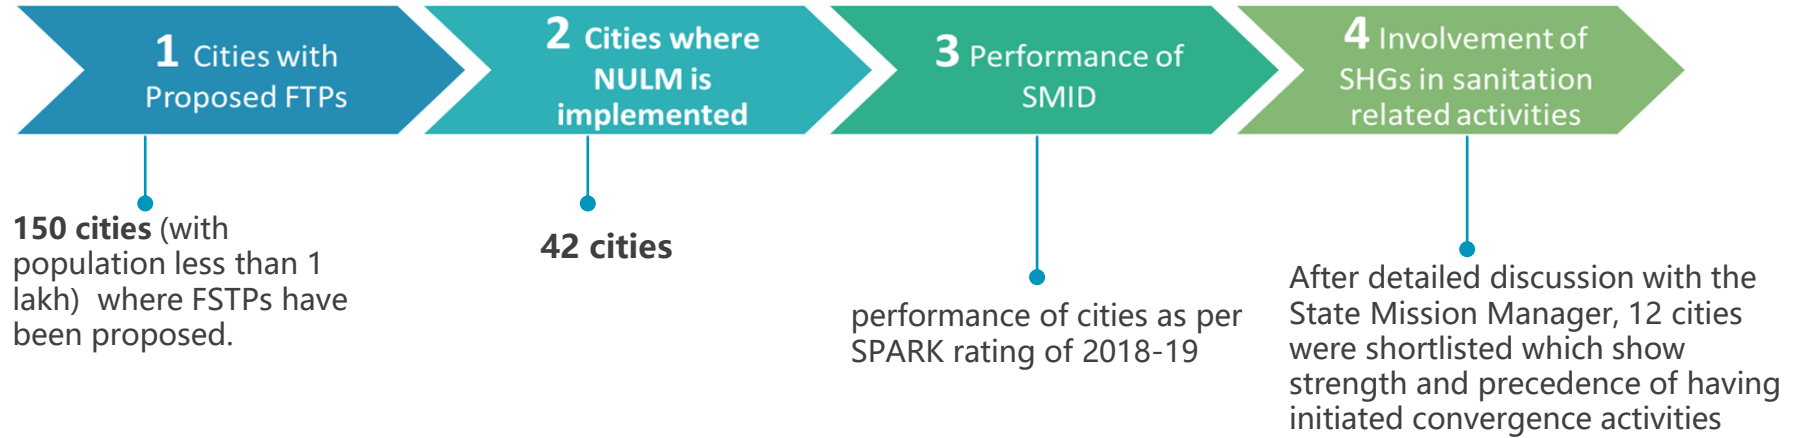 1 Cities with
Proposed FTPs
2 Cities where
NULM is
implemented
3 Performance of
SMID
4 Involvement of
SHGs in sanitation
related activities
150 cities (with
population less than 1
lakh) where FSTPs have
been proposed.
42 cities
performance of cities as per
SPARK rating of 2018-19
After detailed discussion with the
State Mission Manager, 12 cities
were shortlisted which show
strength and precedence of having
initiated convergence activities